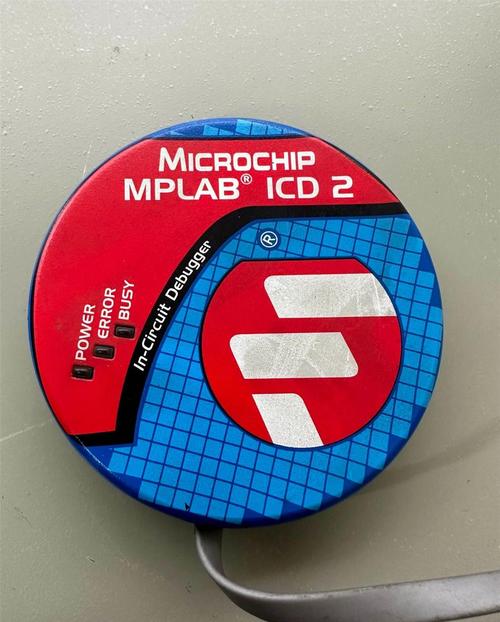 MICROCHIP
MPLAB® ICD 2
®
In-Circuit Debugger
POWER
ERROR
BUSY